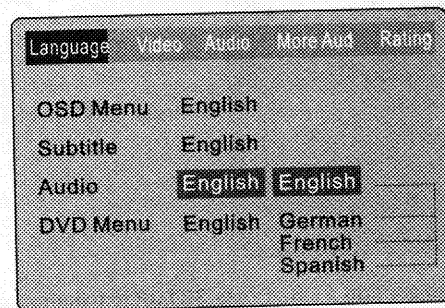 Language Video Audio More Aud Rating
OSD Menu English
Subtitle English
Audio English English
DVD Menu English German
French
Spanish